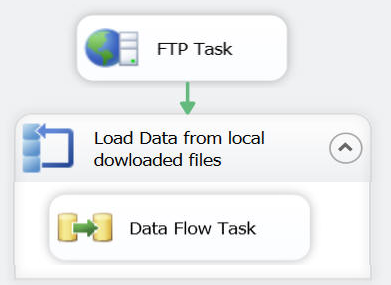 FTP Task
Load Data from local
dowloaded files
Data Flow Task